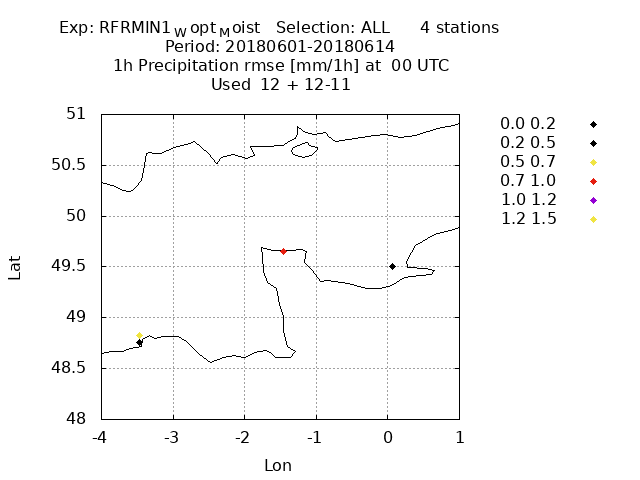 Exp: RFRMIN1WoptMoist Selection: ALL 4 stations
Period: 20180601-20180614
1h Precipitation rmse [mm/1h] at 00 UTC
Used 12 + 12-11
51
50.5
50
49.5
49
48.5
48
-4 -3 -2 -1 0 1
Lat
Lon
0.0 0.2
0.2 0.5
0.5 0.7
0.7 1.0
1.0 1.2
1.2 1.5